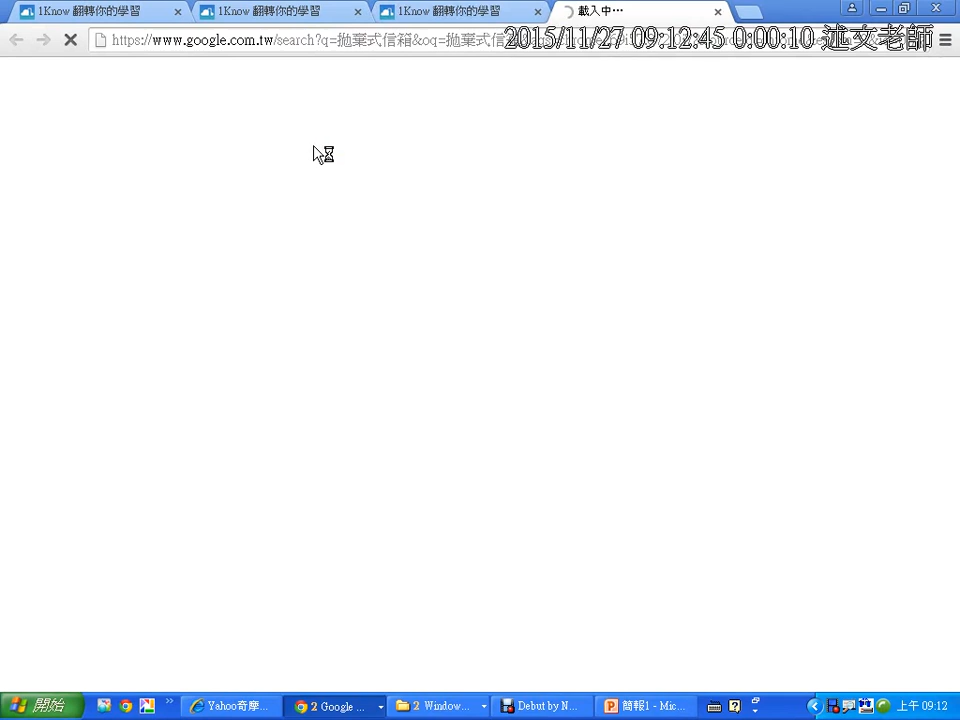 1Know 翻轉你的學習
1Know 翻轉你的學習
1Know 翻轉你的學習
載入中…
https://www.google.com.tw/search?q=拋棄式信箱&oq=拋棄式信
2015/11/27 09:12:45 0:00:10 述文老師
開始
Yahoo奇摩...
2 Google ...
2 Window...
Debut by N...
簡報1 - Mic...
上午 09:12